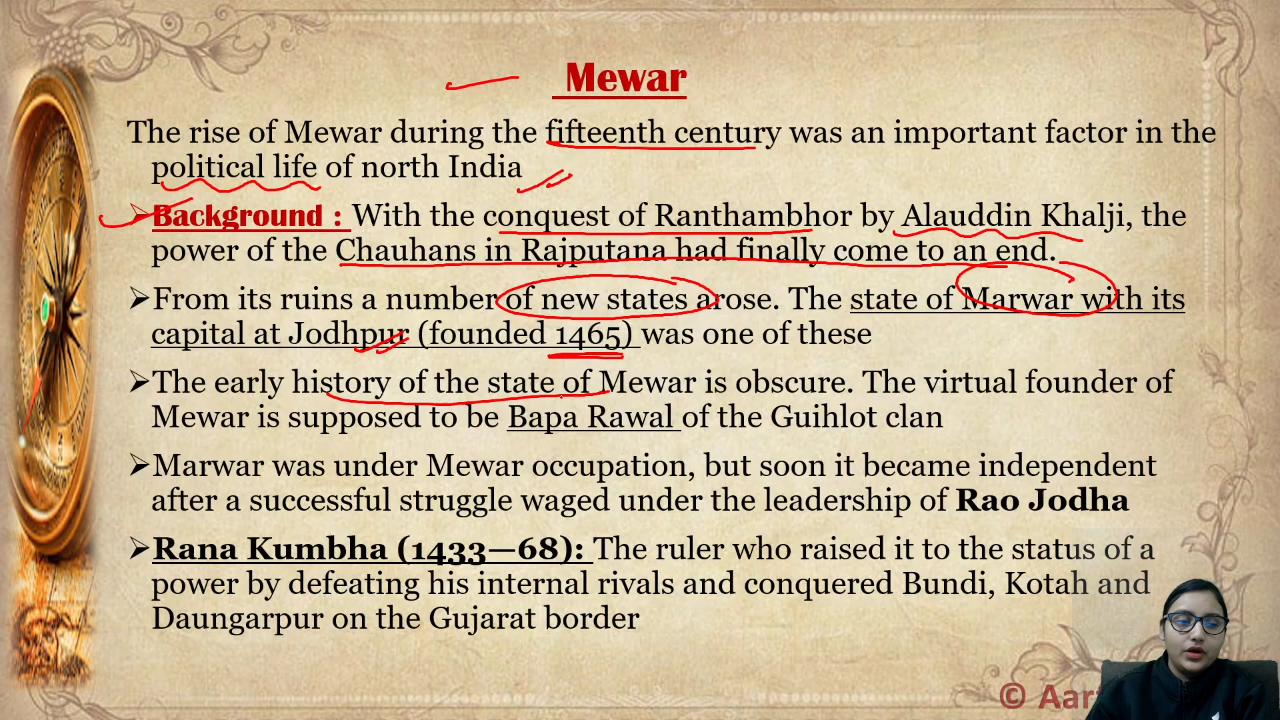 Mewar
The rise of Mewar during the fifteenth century was an important factor in the
political life of north India
➢Background : With the conquest of Ranthambhor by Alauddin Khalji, the
power of the Chauhans in Rajputana had finally come to an end.
➢From its ruins a number of new states arose. The state of Marwar with its
capital at Jodhpur (founded 1465) was one of these
➢The early history of the state of Mewar is obscure. The virtual founder of
Mewar is supposed to be Bapa Rawal of the Guihlot clan
➢Marwar was under Mewar occupation, but soon it became independent
after a successful struggle waged under the leadership of Rao Jodha
➢Rana Kumbha (1433—68): The ruler who raised it to the status of a
power by defeating his internal rivals and conquered Bundi, Kotah and
Daungarpur on the Gujarat border
©